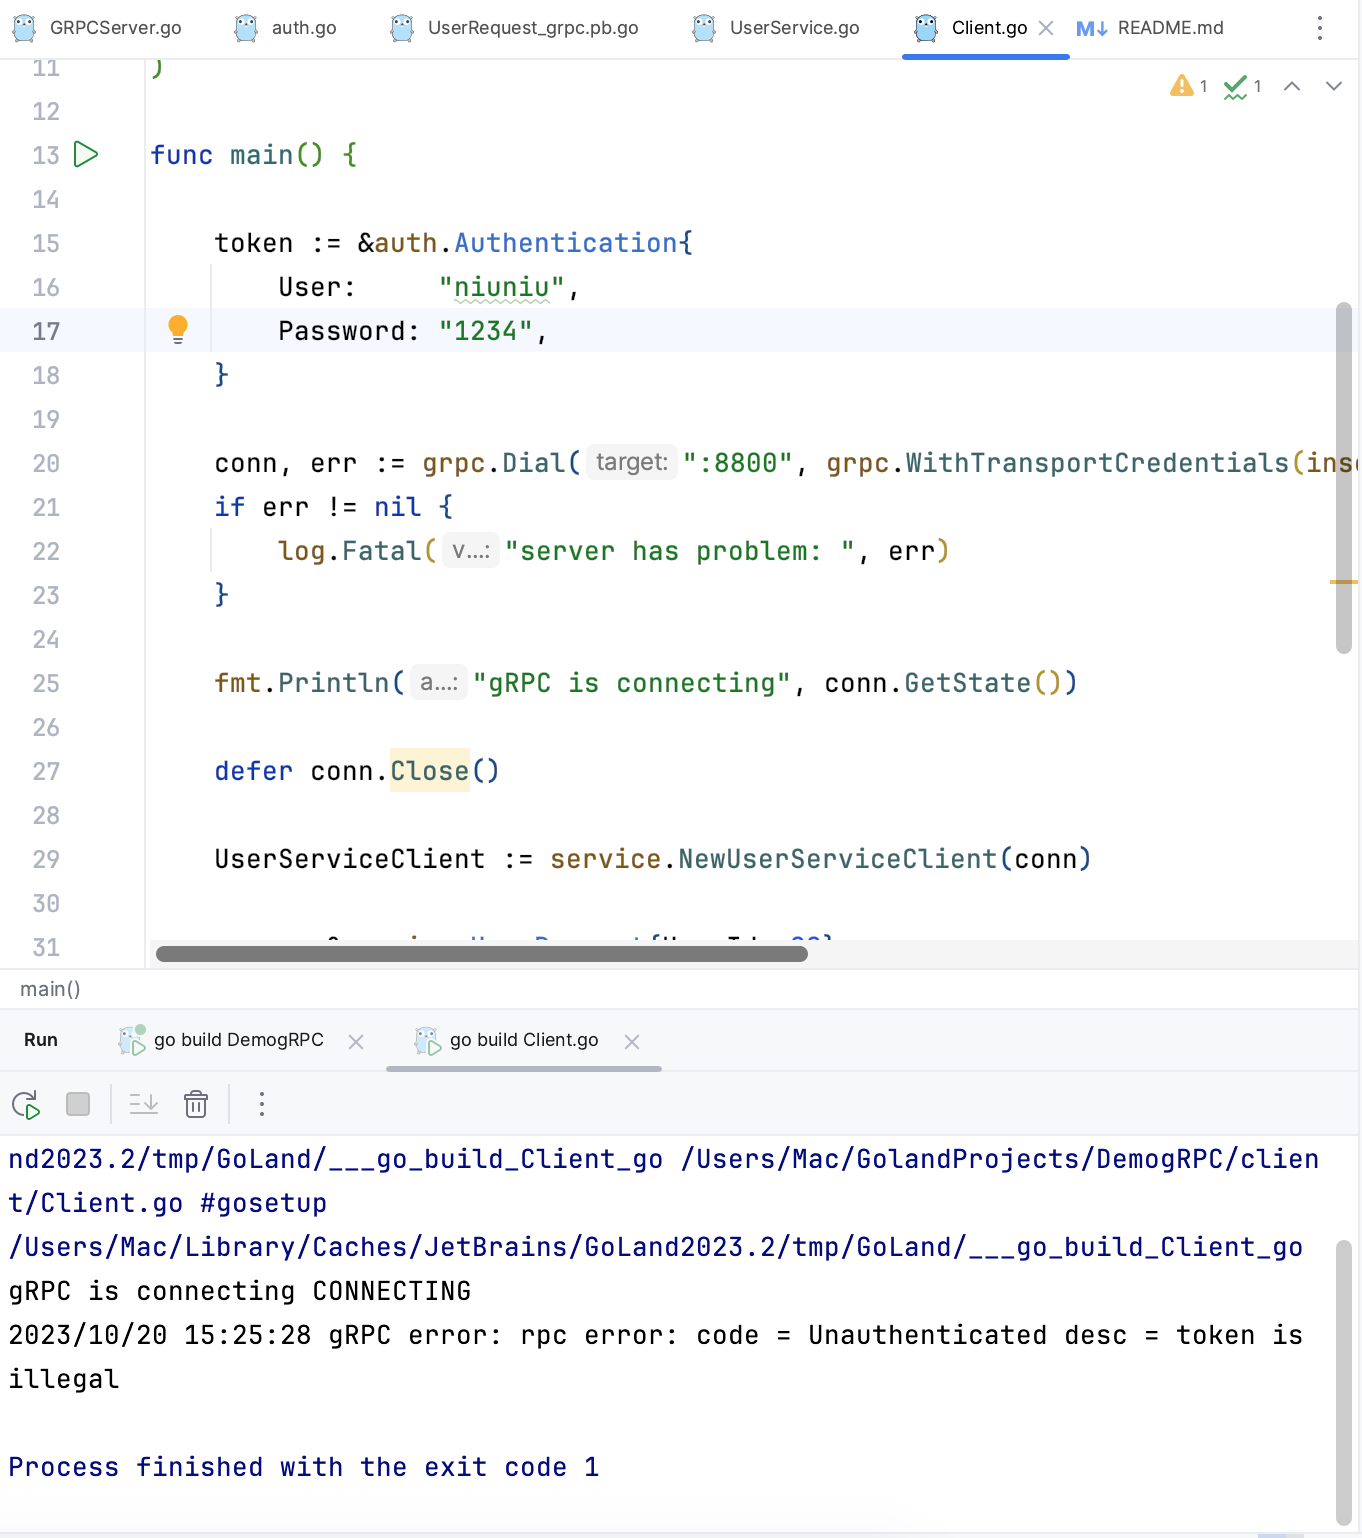 GRPCServer.go auth.go UserRequest_grpc.pb.go UserService.go Client.go README.md
11 )
1 1
12
13 func main() {
14
15 token := &auth.Authentication{
16 User: "niuniu",
17 Password: "1234",
18 }
19
20 conn, err := grpc.Dial( target: ":8800", grpc.WithTransportCredentials(inse
21 if err != nil {
22 log.Fatal( v...: "server has problem: ", err)
23 }
24
25 fmt.Println( a...: "gRPC is connecting", conn.GetState())
26
27 defer conn.Close()
28
29 UserServiceClient := service.NewUserServiceClient(conn)
30
31
main()
Run go build DemogRPC go build Client.go
nd2023.2/tmp/GoLand/___go_build_Client_go /Users/Mac/GolandProjects/DemogRPC/clien
t/Client.go #gosetup
/Users/Mac/Library/Caches/JetBrains/GoLand2023.2/tmp/GoLand/___go_build_Client_go
gRPC is connecting CONNECTING
2023/10/20 15:25:28 gRPC error: rpc error: code = Unauthenticated desc = token is
illegal
Process finished with the exit code 1